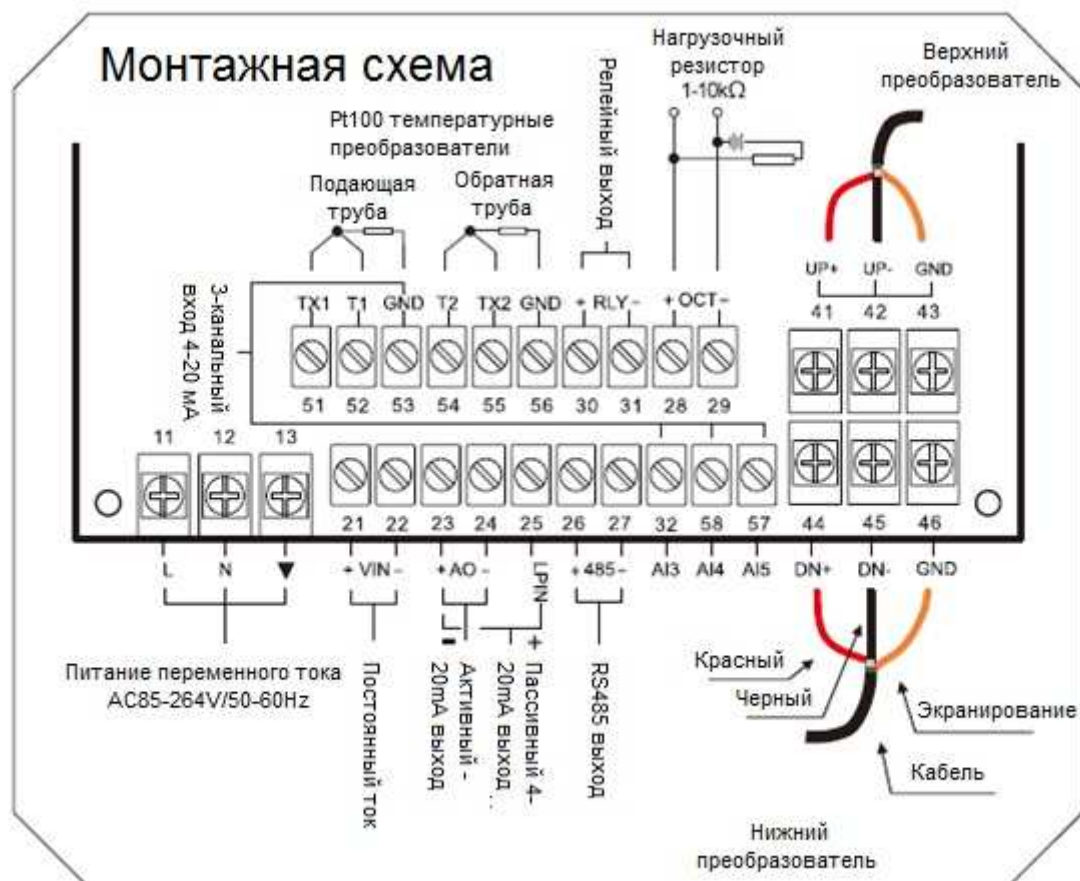 Монтажная схема
Нагрузочный
резистор
1-10kΩ
Верхний
преобразователь
Релейный выход
Pt100 температурные
преобразователи
Подающая
труба
Обратная
труба
3-канальный
вход 4-20 мА
UP+ UP- GND
41 42 43
TX1 T1 GND T2 TX2 GND + RLY - + OCT -
51 52 53 54 55 56 30 31 28 29
11 12 13
21 22 23 24 25 26 27 32 58 57
44 45 46
L N ▼ + VIN - + AO - LPIN + 485 - AI3 AI4 AI5 DN+ DN- GND
Питание переменного тока
AC85-264V/50-60Hz
Постоянный ток
- +
Активный -
20mA выход
Пассивный 4-
20mA выход ...
RS485 выход
Красный
Черный
Экранирование
Кабель
Нижний
преобразователь